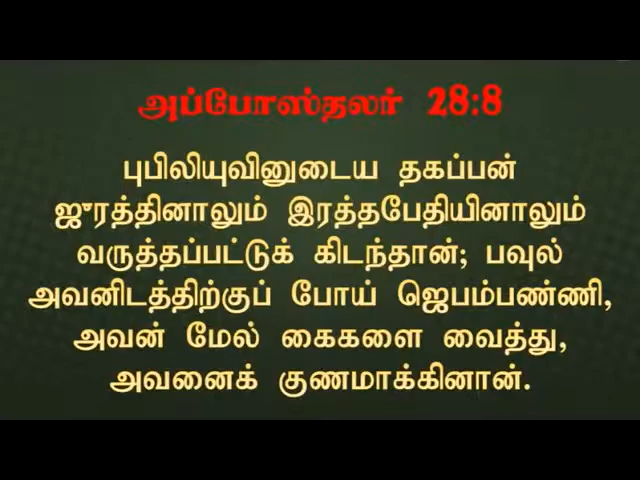 அப்போஸ்தலர் 28:8
புபிலியுவினுடைய தகப்பன்
ஜுரத்தினாலும் இரத்தபேதியினாலும்
வருத்தப்பட்டுக் கிடந்தான்; பவுல்
அவனிடத்திற்குப் போய் ஜெபம்பண்ணி,
அவன் மேல் கைகளை வைத்து,
அவனைக் குணமாக்கினான்.